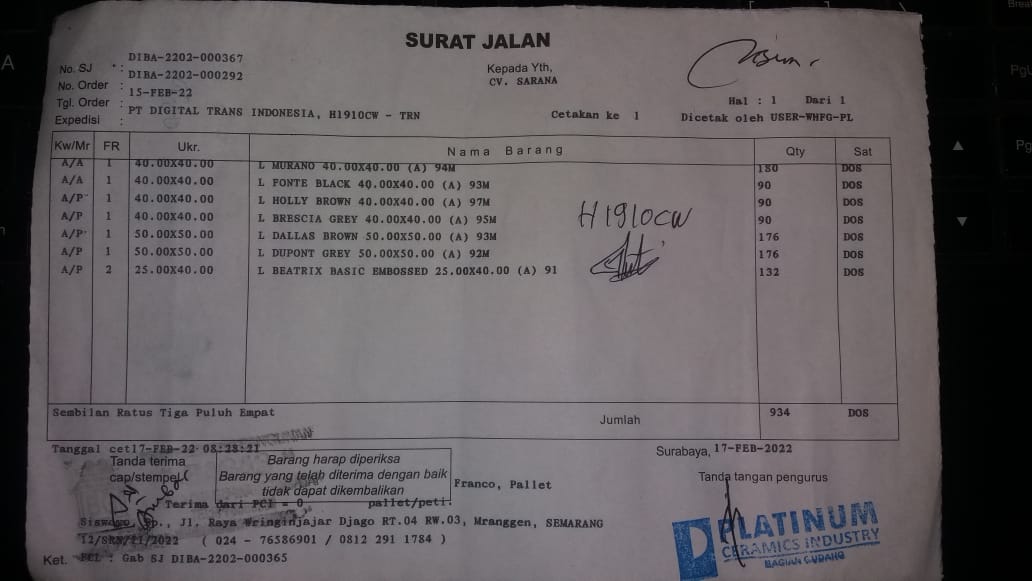 SURAT JALAN
No. SJ : DIBA-2202-000367
No. Order : DIBA-2202-000292
Tgl. Order : 15-FEB-22
Expedisi : PT DIGITAL TRANS INDONESIA, H1910CW - TRN
Kepada Yth,
CV. SARANA
Cetakan ke 1
Hal : 1 Dari 1
Dicetak oleh USER-WHFG-PL
Kw/Mr FR Ukr. Nama Barang Qty Sat
A/A 1 40.00X40.00 L MURANO 40.00X40.00 (A) 94M 180 DOS
A/A 1 40.00X40.00 L FONTE BLACK 40.00X40.00 (A) 93M 90 DOS
A/P 1 40.00X40.00 L HOLLY BROWN 40.00X40.00 (A) 97M 90 DOS
A/P 1 40.00X40.00 L BRESCIA GREY 40.00X40.00 (A) 95M 90 DOS
A/P 1 50.00X50.00 L DALLAS BROWN 50.00X50.00 (A) 93M 176 DOS
A/P 1 50.00X50.00 L DUPONT GREY 50.00X50.00 (A) 92M 176 DOS
A/P 2 25.00X40.00 L BEATRIX BASIC EMBOSSED 25.00X40.00 (A) 91 132 DOS
H1910CW
Sembilan Ratus Tiga Puluh Empat Jumlah 934 DOS
Tanggal cet17-FEB-22 08:28:21
Surabaya, 17-FEB-2022
Tanda terima
cap/stempel
Barang harap diperiksa
Barang yang telah diterima dengan baik
tidak dapat dikembalikan
Tanda tangan pengurus
Franco, Pallet
Terima dari PCI = 0 pallet/peti.
Jl. Raya Wringinjajar Djago RT.04 RW.03, Mranggen, SEMARANG
( 024 - 76586901 / 0812 291 1784 )
Ket. PCI : Gab SJ DIBA-2202-000365
PLATINUM
CERAMICS INDUSTRY
BAGIAN GUDANG